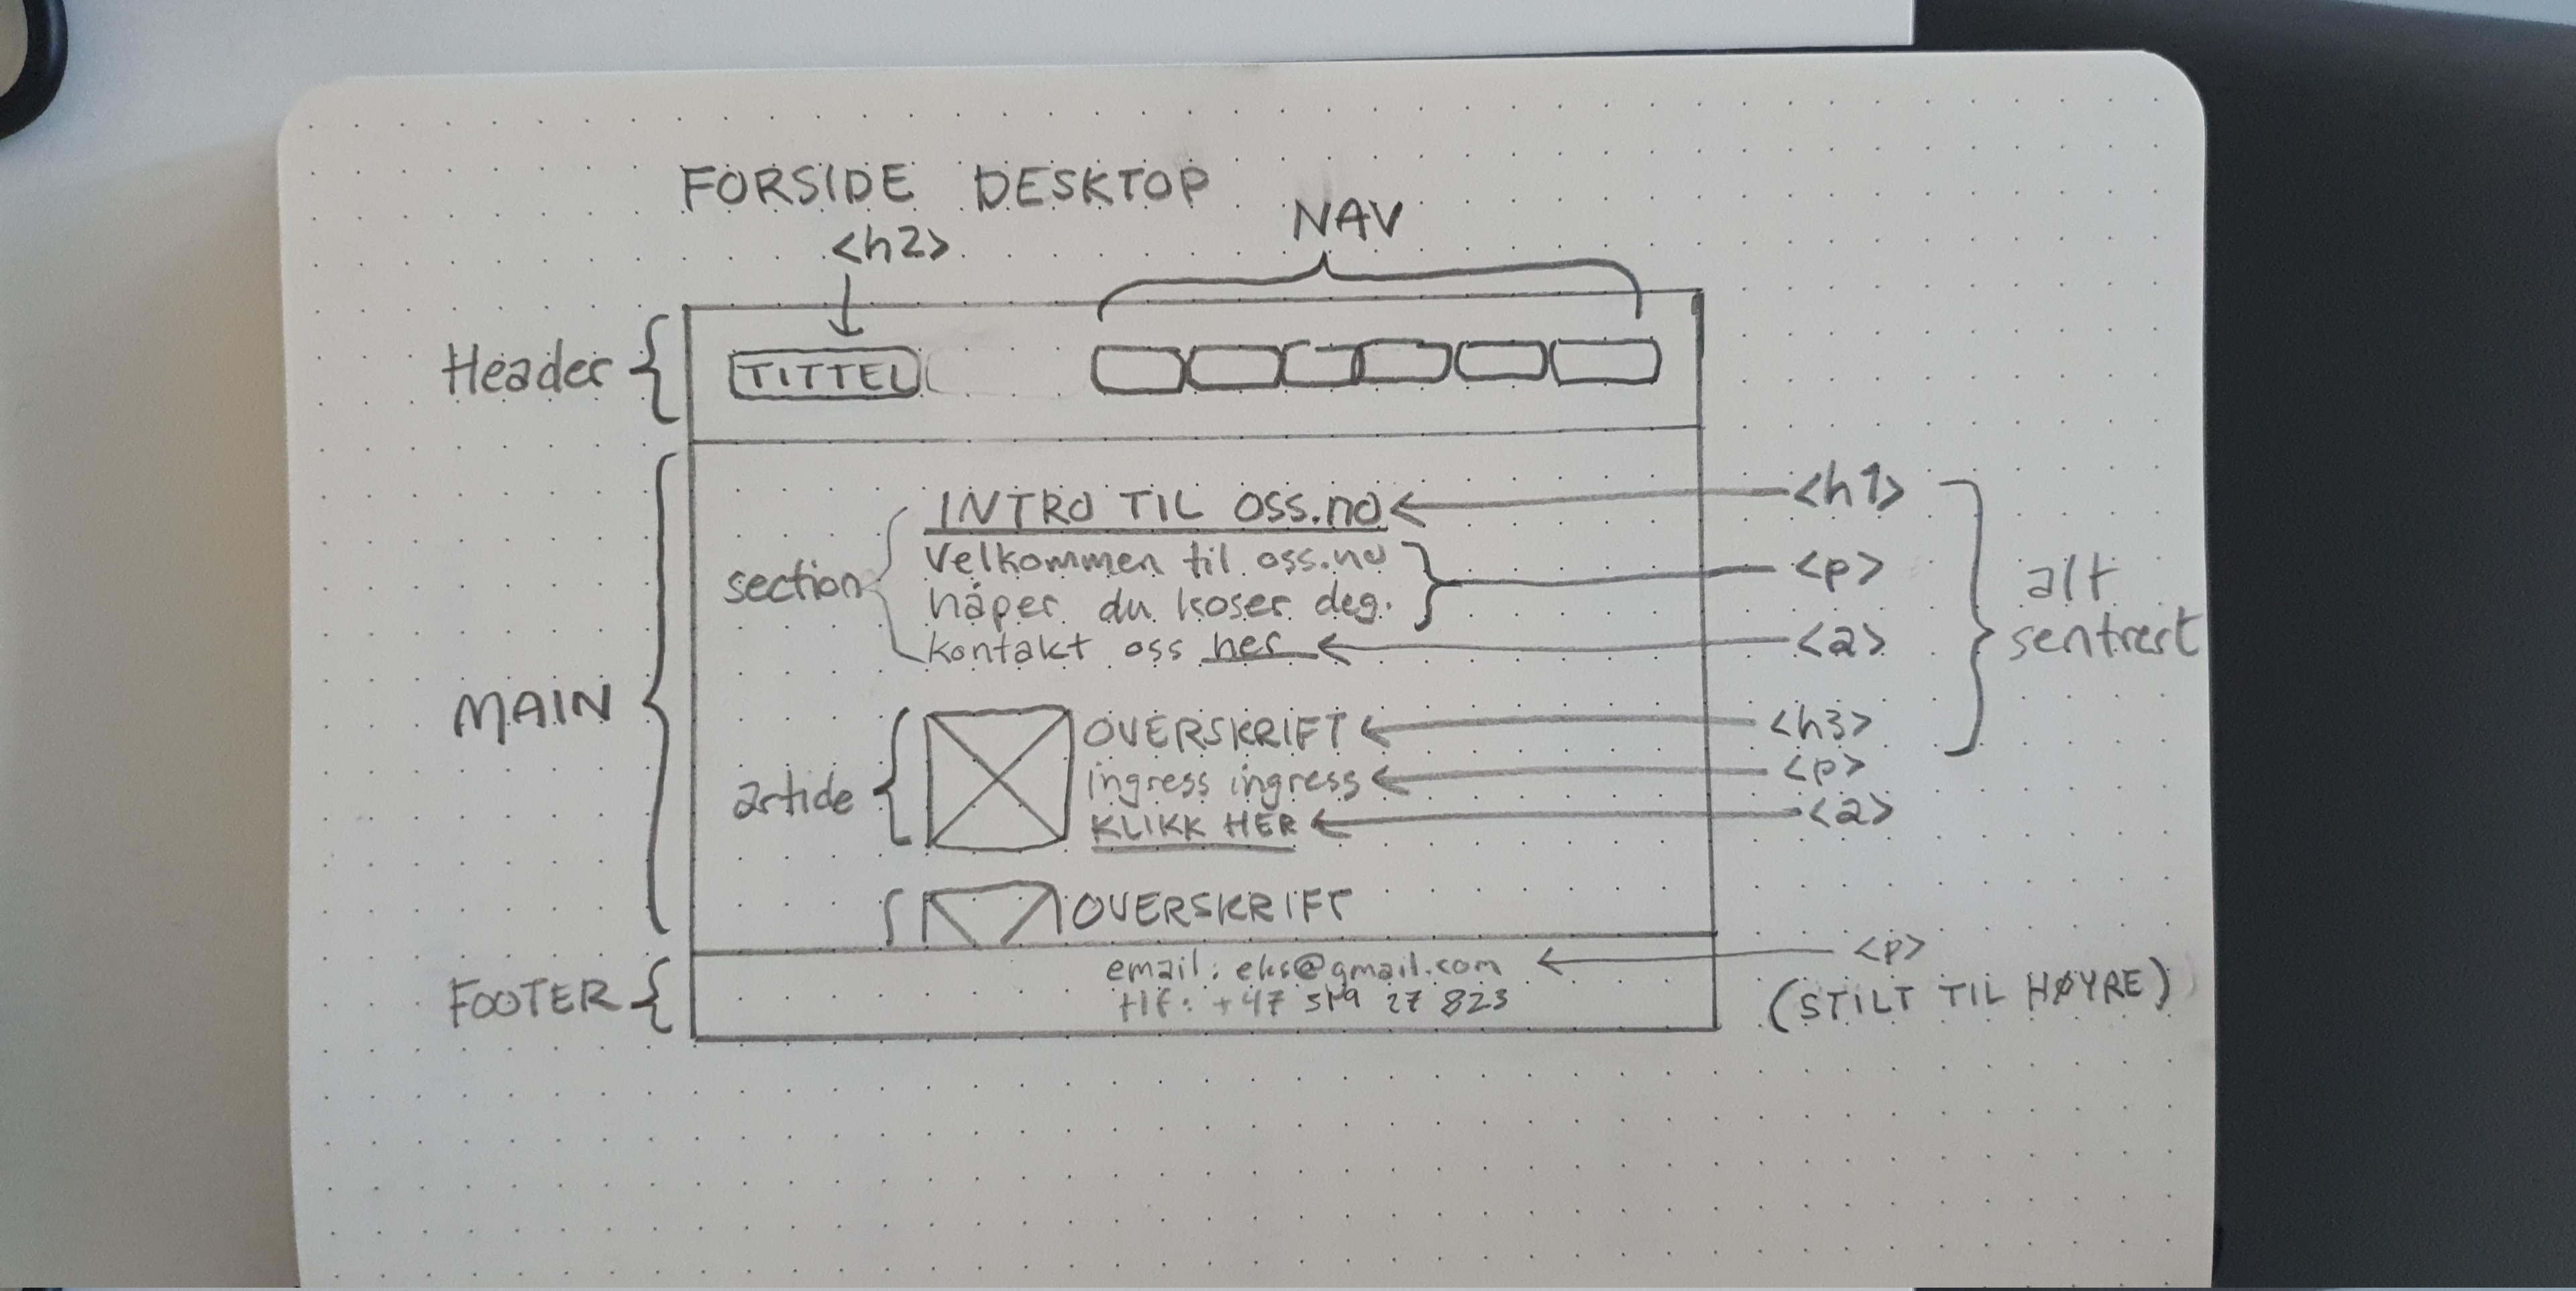 FORSIDE DESKTOP
<h2>
NAV
Header
TITTEL
INTRO TIL OSS.no
<h1>
section
Velkommen til oss.no
håper du koser deg.
<p>
kontakt oss her
<a>
alt
sentrert
MAIN
article
OVERSKRIFT
<h3>
ingress ingress
<p>
KLIKK HER
<a>
OVERSKRIFT
FOOTER
email: eks@gmail.com
<p>
tlf: +47 519 27 823
(STILT TIL HØYRE)